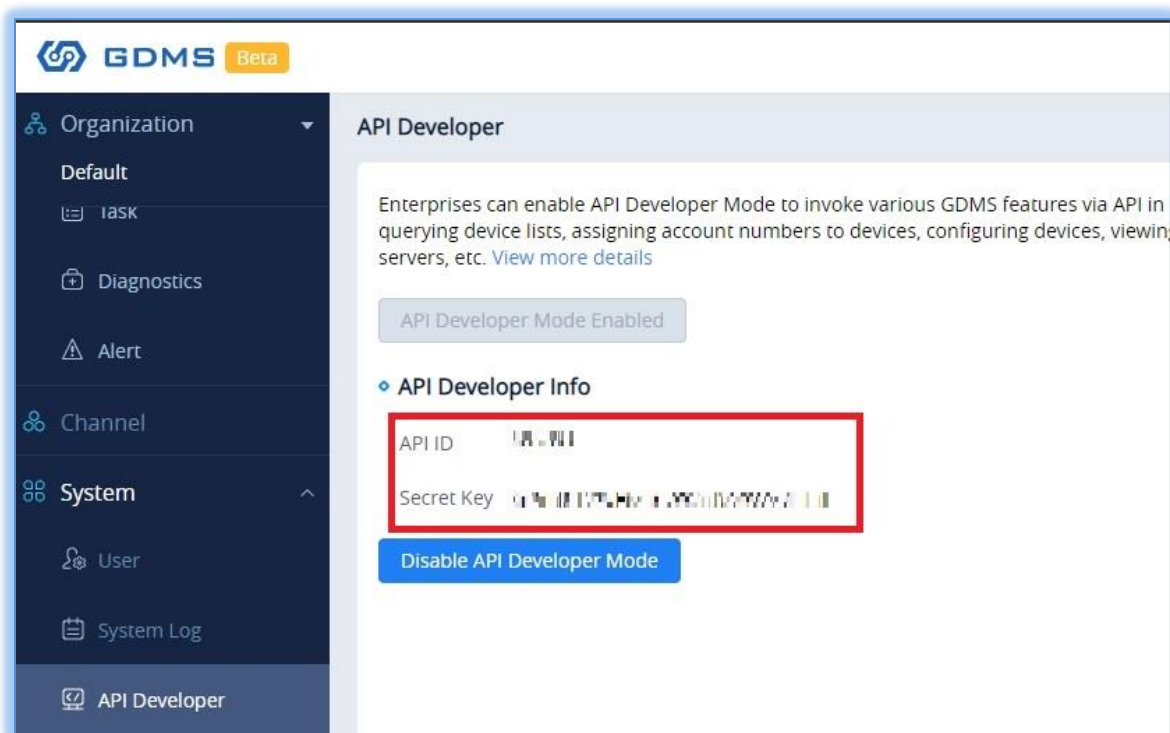 GDMS Beta
Organization
Default
Task
Diagnostics
Alert
Channel
System
User
System Log
API Developer
API Developer
Enterprises can enable API Developer Mode to invoke various GDMS features via API in
querying device lists, assigning account numbers to devices, configuring devices, viewing
servers, etc. View more details
API Developer Mode Enabled
API Developer Info
API ID
Secret Key
Disable API Developer Mode